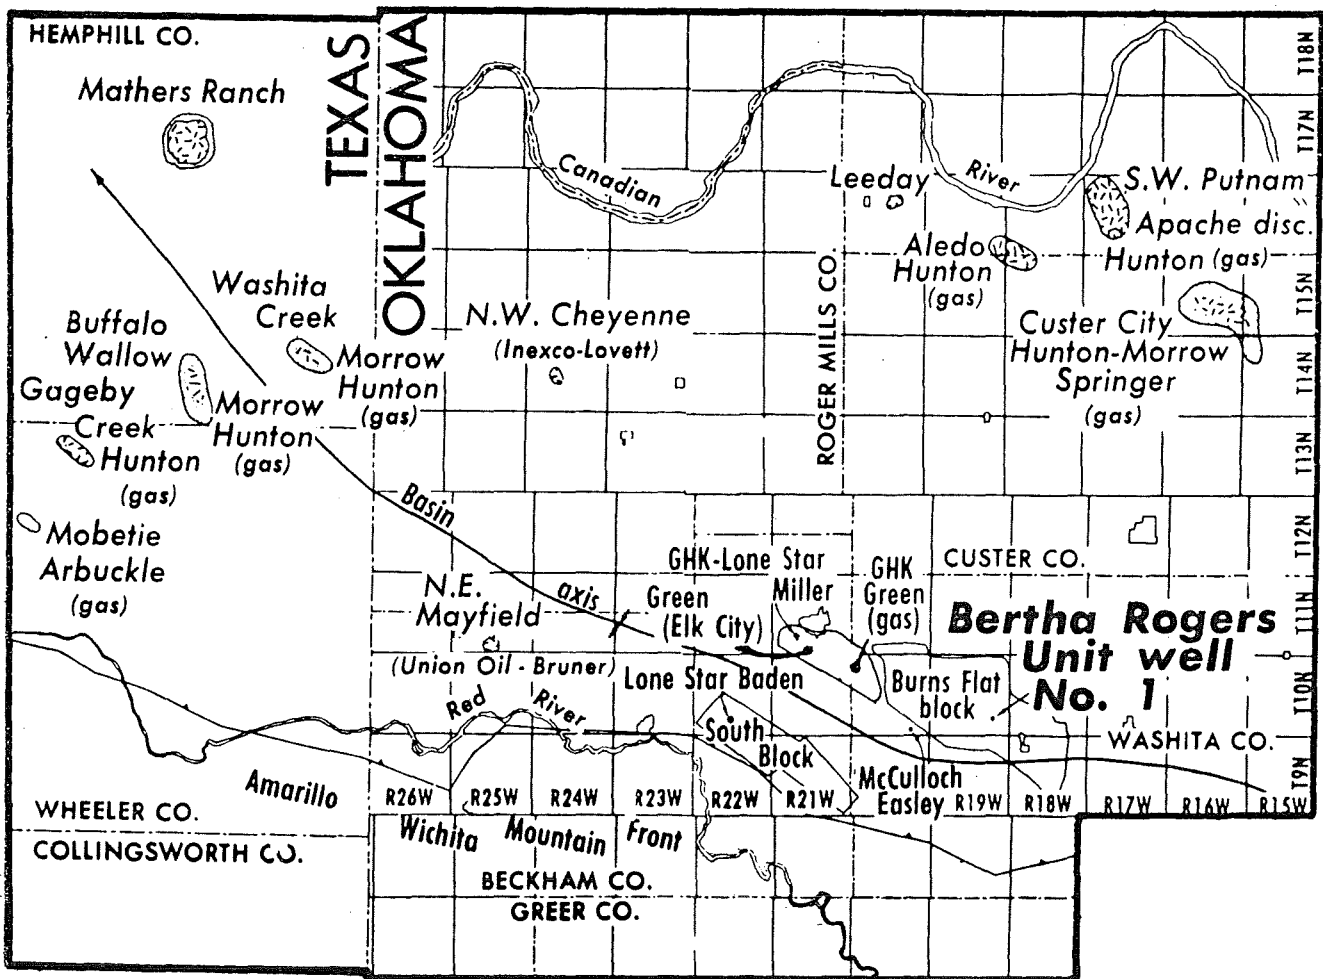 HEMPHILL CO.
TEXAS
OKLAHOMA
Mathers Ranch
T18N
T17N
Canadian
River
Leeday
S.W. Putnam
Apache disc.
Hunton (gas)
Aledo
Hunton
(gas)
T15N
Washita
Creek
Morrow
Hunton
(gas)
Buffalo
Wallow
Morrow
Hunton
(gas)
Gageby
Creek
Hunton
(gas)
N.W. Cheyenne
(Inexco-Lovett)
ROGER MILLS CO.
Custer City
Hunton-Morrow
Springer
(gas)
T14N
T13N
Mobetie
Arbuckle
(gas)
Basin
axis
T12N
CUSTER CO.
GHK-Lone Star
Miller
GHK
Green
(gas)
Green
(Elk City)
N.E.
Mayfield
(Union Oil - Bruner)
Lone Star Baden
T11N
Bertha Rogers
Unit well
No. 1
Burns Flat
block
T10N
Red
River
South
Block
WASHITA CO.
McCulloch
Easley
T9N
Amarillo
R26W
R25W
R24W
R23W
R22W
R21W
R19W
R18W
R17W
R16W
R15W
WHEELER CO.
COLLINGSWORTH CO.
Wichita
Mountain
Front
BECKHAM CO.
GREER CO.